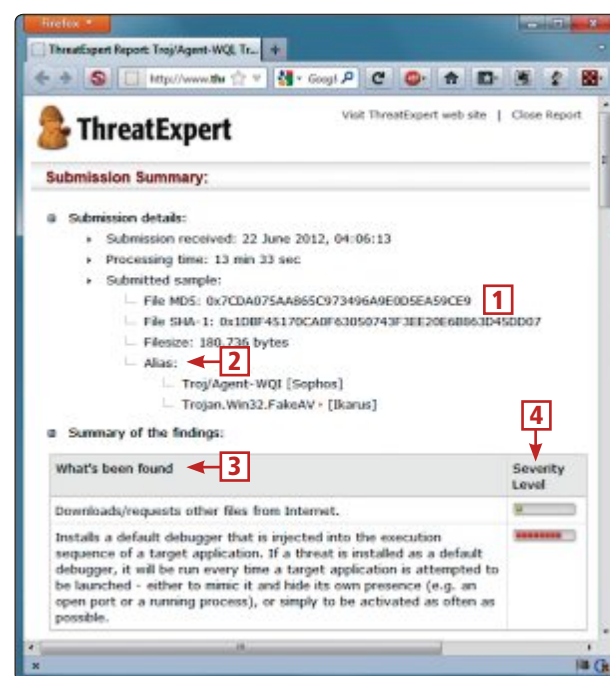 Firefox
ThreatExpert Report: Troj/Agent-WQI, Tr...
http://www.thr
Googl
ThreatExpert
Visit ThreatExpert web site | Close Report
Submission Summary:
Submission details:
Submission received: 22 June 2012, 04:06:13
Processing time: 13 min 33 sec
Submitted sample:
File MD5: 0x7CDA075AA865C973496A9E0D5EA59CE9 1
File SHA-1:
Filesize: 180,736 bytes
Alias: 2
Troj/Agent-WQI [Sophos]
Trojan.Win32.FakeAV [Ikarus]
Summary of the findings:
4
What's been found 3 Severity
Level
Downloads/requests other files from Internet.
Installs a default debugger that is injected into the execution
sequence of a target application. If a threat is installed as a default
debugger, it will be run every time a target application is attempted to
be launched - either to mimic it and hide its own presence (e.g. an
open port or a running process), or simply to be activated as often as
possible.